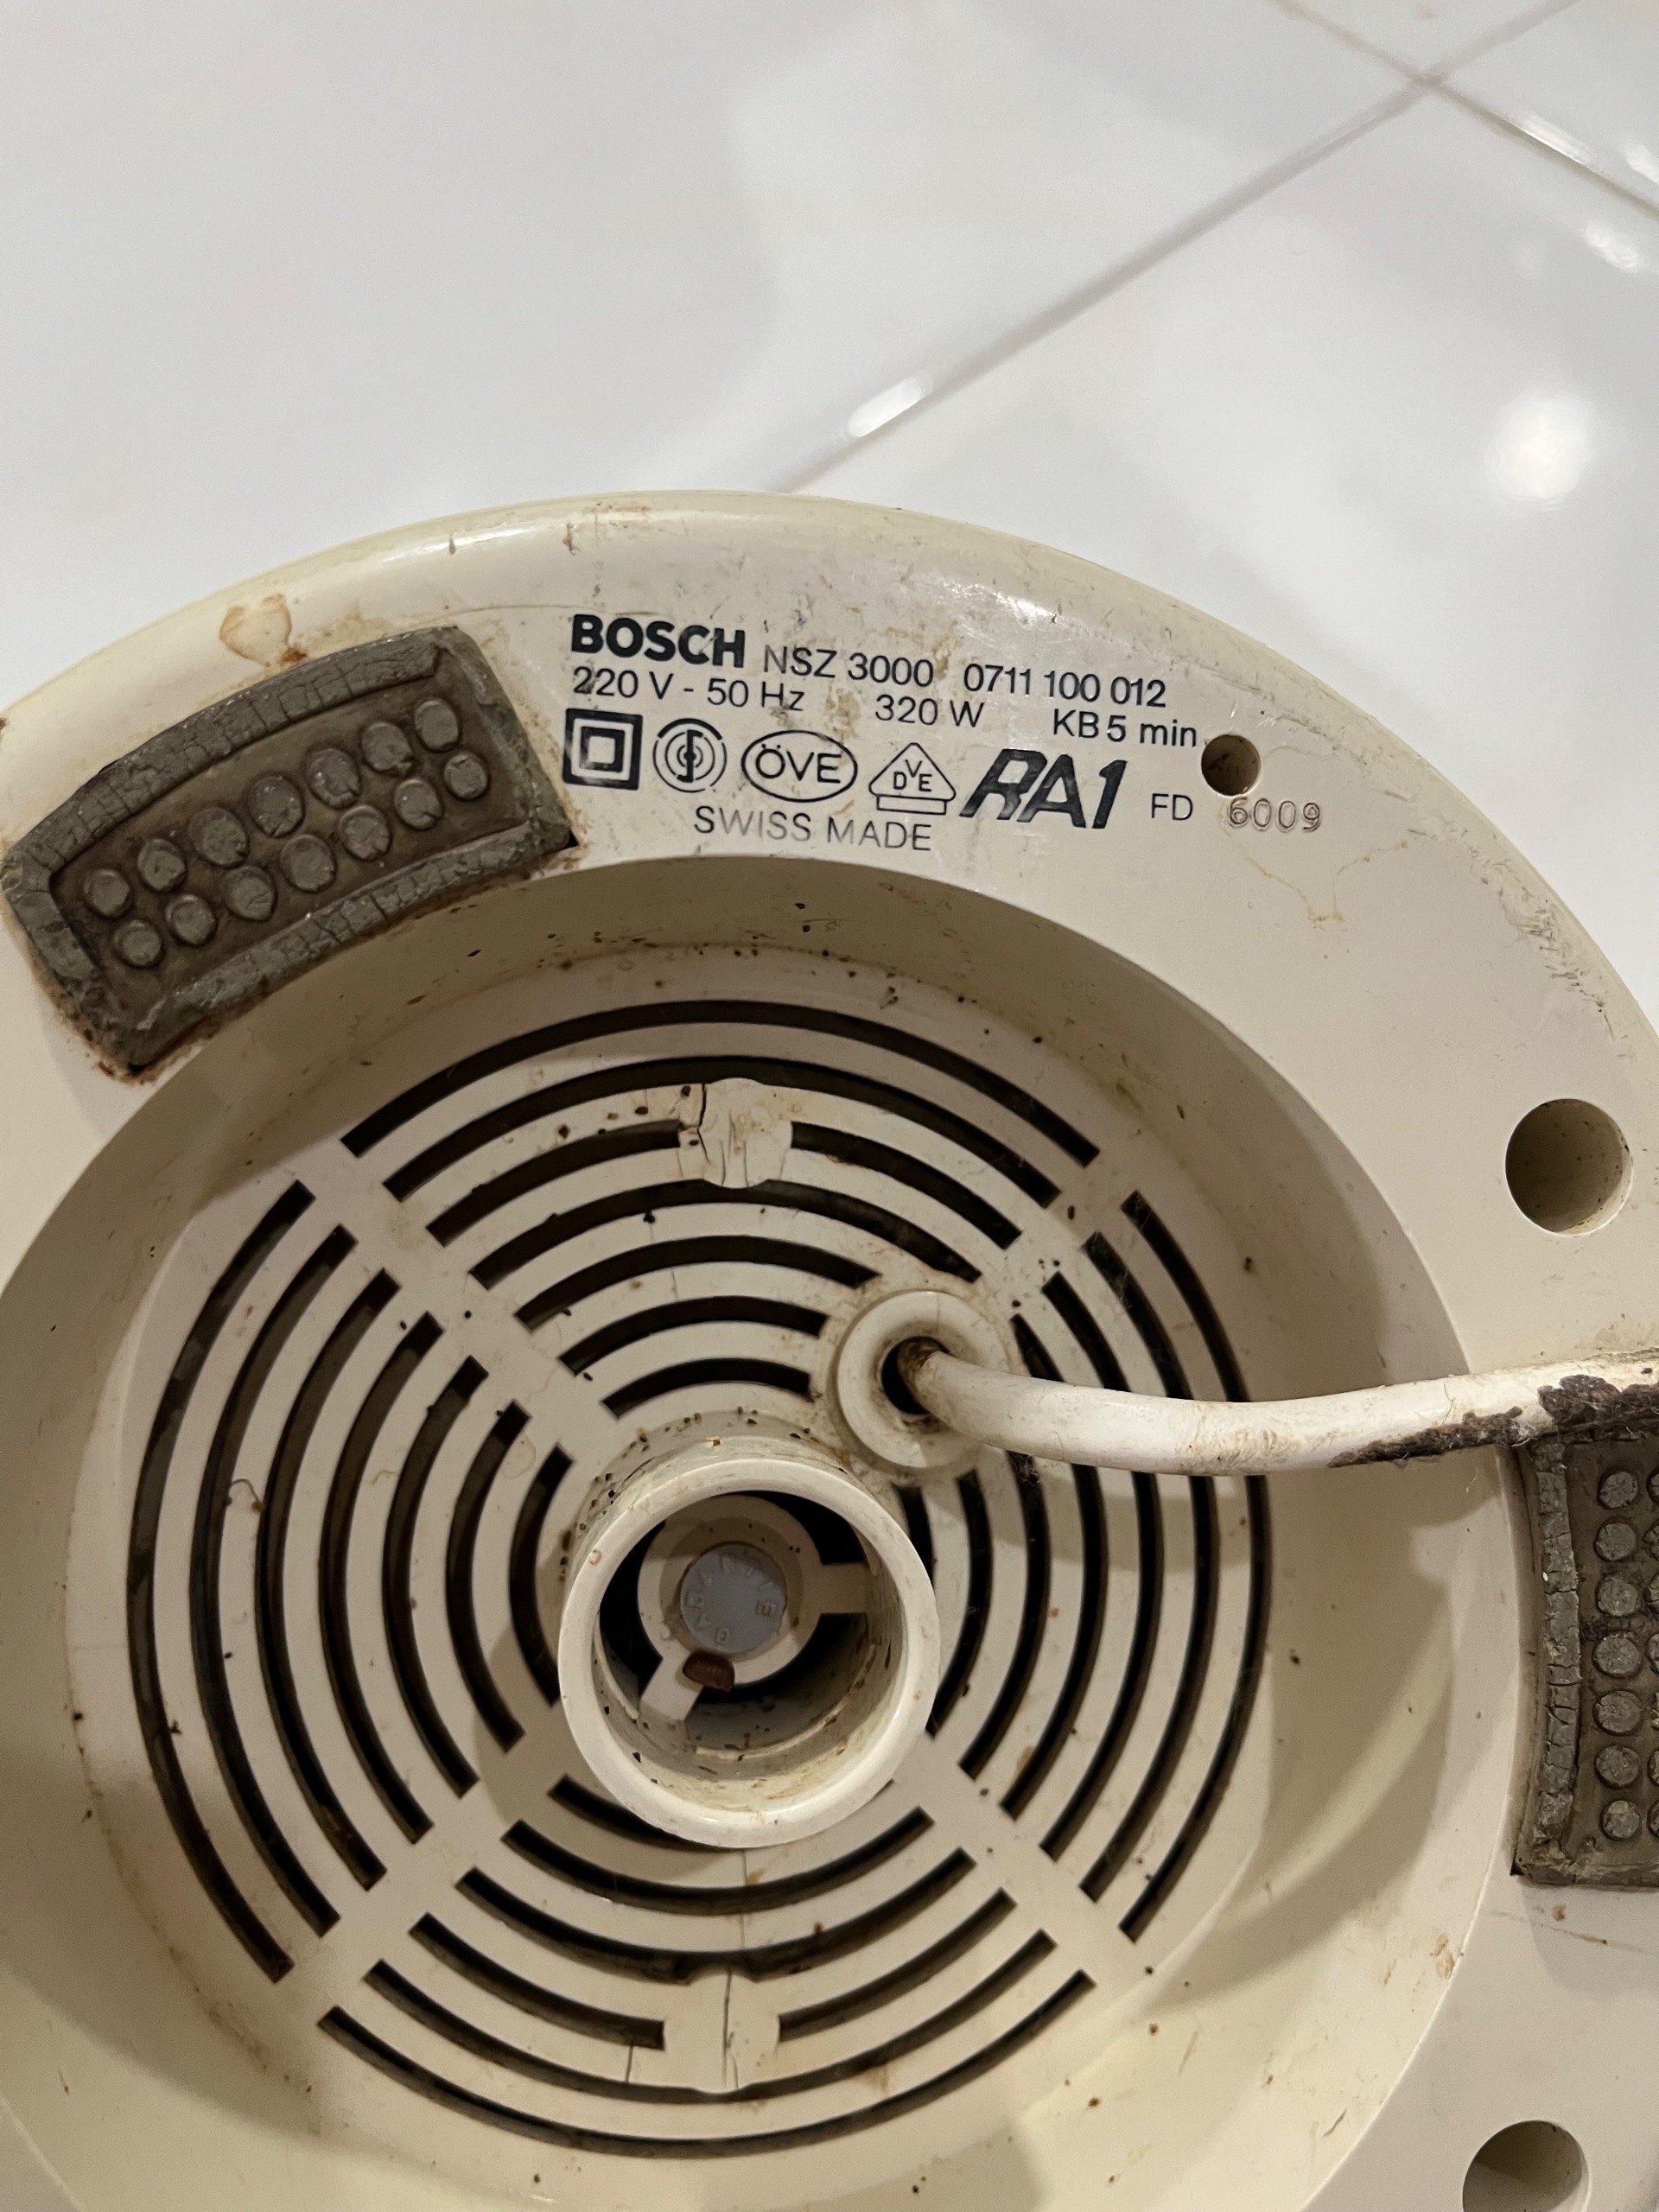 BOSCH NSZ 3000 0711 100 012
220 V - 50 Hz 320 W KB 5 min
ÖVE DVE RA1 FD 6009
SWISS MADE